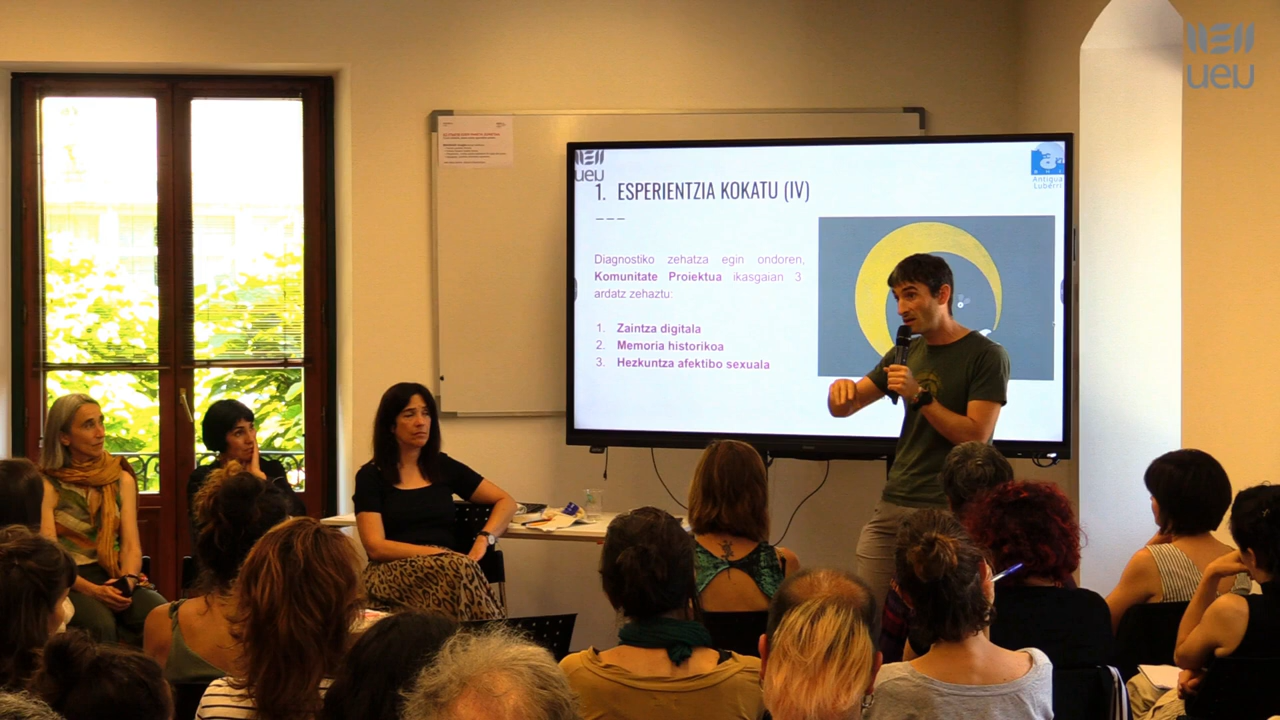 ueu
ueu
Antigua
Luberri
1. ESPERIENTZIA KOKATU (IV)
Diagnostiko zehatza egin ondoren,
Komunitate Proiektua ikasgaian 3
ardatz zehaztu:
1. Zaintza digitala
2. Memoria historikoa
3. Hezkuntza afektibo sexuala